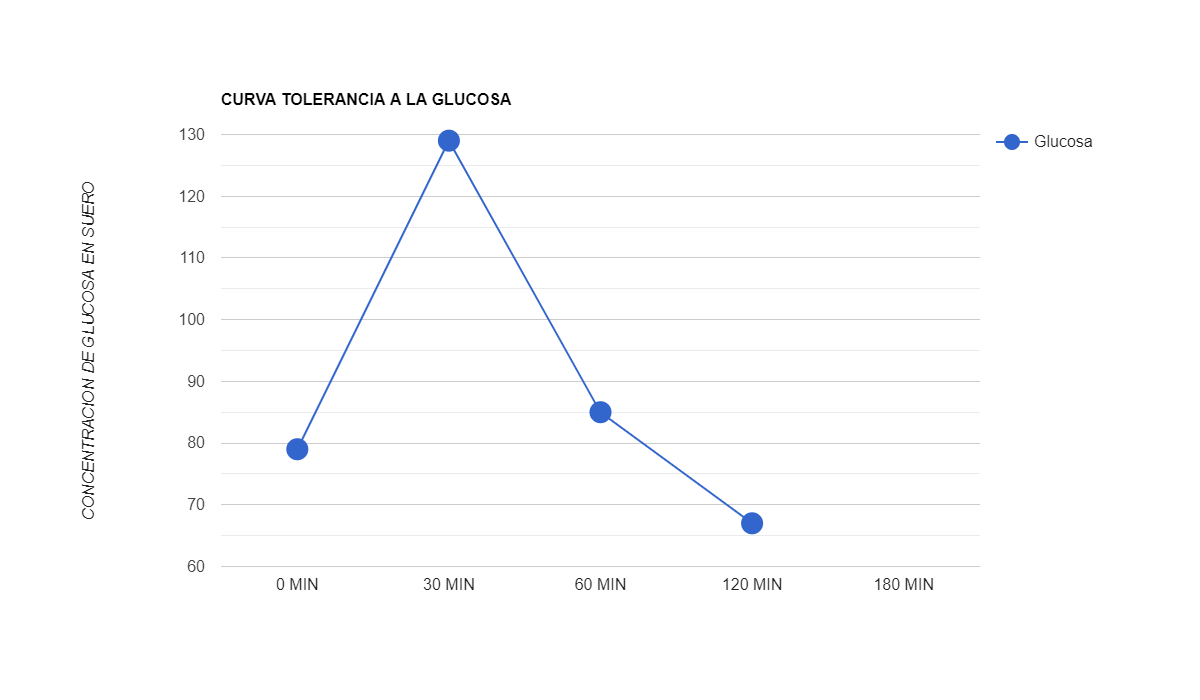 CURVA TOLERANCIA A LA GLUCOSA
CONCENTRACION DE GLUCOSA EN SUERO
130
120
110
100
90
80
70
60
0 MIN
30 MIN
60 MIN
120 MIN
180 MIN
Glucosa